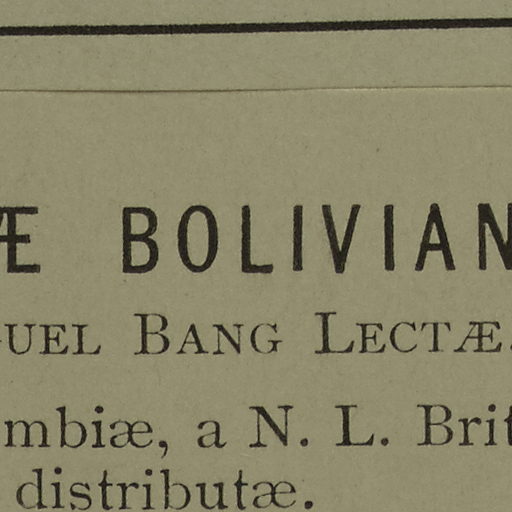 Æ BOLIVIAN
UEL BANG LECTÆ.
mbiæ, a N. L. Brit
distributæ.